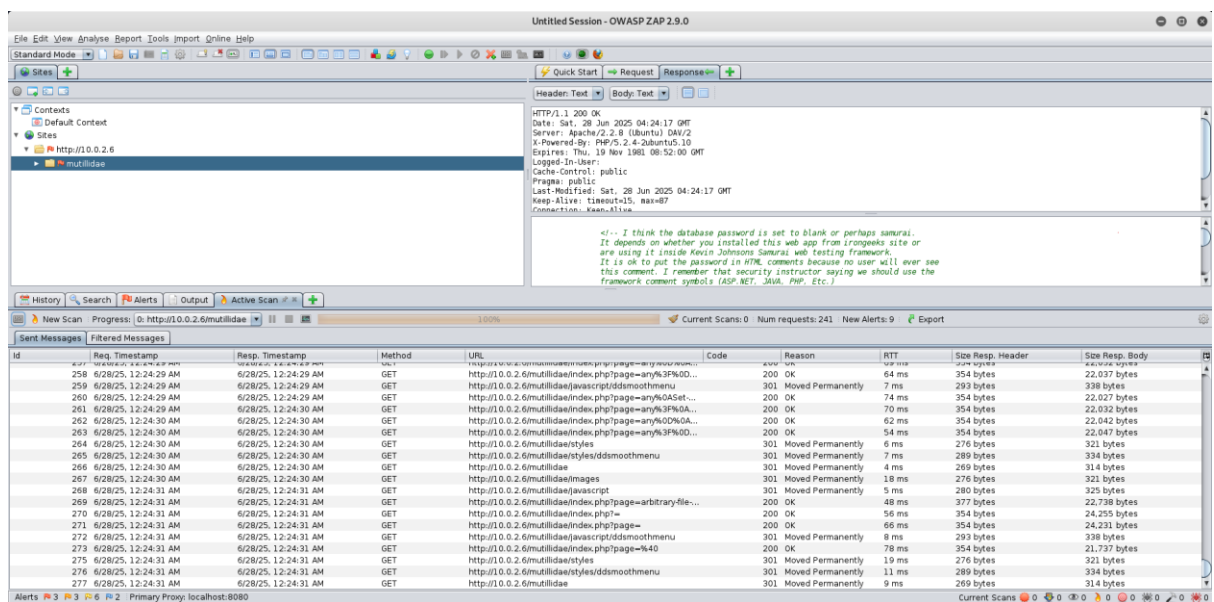 Untitled Session - OWASP ZAP 2.9.0
File Edit View Analyse Report Tools Import Online Help
Standard Mode
Sites
Quick Start Request Response
Header: Text Body: Text
Contexts
Default Context
Sites
http://10.0.2.6
mutillidae
HTTP/1.1 200 OK
Date: Sat, 28 Jun 2025 04:24:17 GMT
Server: Apache/2.2.8 (Ubuntu) DAV/2
X-Powered-By: PHP/5.2.4-2ubuntu5.10
Expires: Thu, 19 Nov 1981 08:52:00 GMT
Logged-In-User:
Cache-Control: public
Pragma: public
Last-Modified: Sat, 28 Jun 2025 04:24:17 GMT
Keep-Alive: timeout=15, max=87
Connection: Keep-Alive
<!-- I think the database password is set to blank or perhaps samurai.
It depends on whether you installed this web app from irongeeks site or
are using it inside Kevin Johnsons Samurai web testing framework.
It is ok to put the password in HTML comments because no user will ever see
this comment. I remember that security instructor saying we should use the
framework comment symbols (ASP.NET, JAVA, PHP, Etc.)
History Search Alerts Output Active Scan
New Scan Progress: 0: http://10.0.2.6/mutillidae 100% Current Scans: 0 Num requests: 241 New Alerts: 9 Export
Sent Messages Filtered Messages
Id Req. Timestamp Resp. Timestamp Method URL Code Reason RTT Size Resp. Header Size Resp. Body
258 6/28/25, 12:24:29 AM 6/28/25, 12:24:29 AM GET http://10.0.2.6/mutillidae/index.php?page=any%3F%0D... 200 OK 64 ms 354 bytes 22,037 bytes
259 6/28/25, 12:24:29 AM 6/28/25, 12:24:29 AM GET http://10.0.2.6/mutillidae/javascript/ddsmoothmenu 301 Moved Permanently 7 ms 293 bytes 338 bytes
260 6/28/25, 12:24:29 AM 6/28/25, 12:24:29 AM GET http://10.0.2.6/mutillidae/index.php?page=any%0ASet-... 200 OK 74 ms 354 bytes 22,027 bytes
261 6/28/25, 12:24:29 AM 6/28/25, 12:24:30 AM GET http://10.0.2.6/mutillidae/index.php?page=any%3F%0A... 200 OK 70 ms 354 bytes 22,032 bytes
262 6/28/25, 12:24:30 AM 6/28/25, 12:24:30 AM GET http://10.0.2.6/mutillidae/index.php?page=any%0D%0A... 200 OK 62 ms 354 bytes 22,042 bytes
263 6/28/25, 12:24:30 AM 6/28/25, 12:24:30 AM GET http://10.0.2.6/mutillidae/index.php?page=any%3F%0D... 200 OK 54 ms 354 bytes 22,047 bytes
264 6/28/25, 12:24:30 AM 6/28/25, 12:24:30 AM GET http://10.0.2.6/mutillidae/styles 301 Moved Permanently 6 ms 276 bytes 321 bytes
265 6/28/25, 12:24:30 AM 6/28/25, 12:24:30 AM GET http://10.0.2.6/mutillidae/styles/ddsmoothmenu 301 Moved Permanently 7 ms 289 bytes 334 bytes
266 6/28/25, 12:24:30 AM 6/28/25, 12:24:30 AM GET http://10.0.2.6/mutillidae 301 Moved Permanently 4 ms 269 bytes 314 bytes
267 6/28/25, 12:24:30 AM 6/28/25, 12:24:30 AM GET http://10.0.2.6/mutillidae/images 301 Moved Permanently 18 ms 276 bytes 321 bytes
268 6/28/25, 12:24:31 AM 6/28/25, 12:24:31 AM GET http://10.0.2.6/mutillidae/javascript 301 Moved Permanently 5 ms 280 bytes 325 bytes
269 6/28/25, 12:24:31 AM 6/28/25, 12:24:31 AM GET http://10.0.2.6/mutillidae/index.php?page=arbitrary-file-... 200 OK 48 ms 377 bytes 22,738 bytes
270 6/28/25, 12:24:31 AM 6/28/25, 12:24:31 AM GET http://10.0.2.6/mutillidae/index.php?= 200 OK 56 ms 354 bytes 24,255 bytes
271 6/28/25, 12:24:31 AM 6/28/25, 12:24:31 AM GET http://10.0.2.6/mutillidae/index.php?page= 200 OK 66 ms 354 bytes 24,231 bytes
272 6/28/25, 12:24:31 AM 6/28/25, 12:24:31 AM GET http://10.0.2.6/mutillidae/javascript/ddsmoothmenu 301 Moved Permanently 8 ms 293 bytes 338 bytes
273 6/28/25, 12:24:31 AM 6/28/25, 12:24:31 AM GET http://10.0.2.6/mutillidae/index.php?page=%40 200 OK 78 ms 354 bytes 21,737 bytes
275 6/28/25, 12:24:31 AM 6/28/25, 12:24:31 AM GET http://10.0.2.6/mutillidae/styles 301 Moved Permanently 19 ms 276 bytes 321 bytes
276 6/28/25, 12:24:31 AM 6/28/25, 12:24:31 AM GET http://10.0.2.6/mutillidae/styles/ddsmoothmenu 301 Moved Permanently 11 ms 289 bytes 334 bytes
277 6/28/25, 12:24:31 AM 6/28/25, 12:24:31 AM GET http://10.0.2.6/mutillidae 301 Moved Permanently 9 ms 269 bytes 314 bytes
Alerts 3 3 6 2 Primary Proxy: localhost:8080 Current Scans 0 0 0 0 0 0 0 0